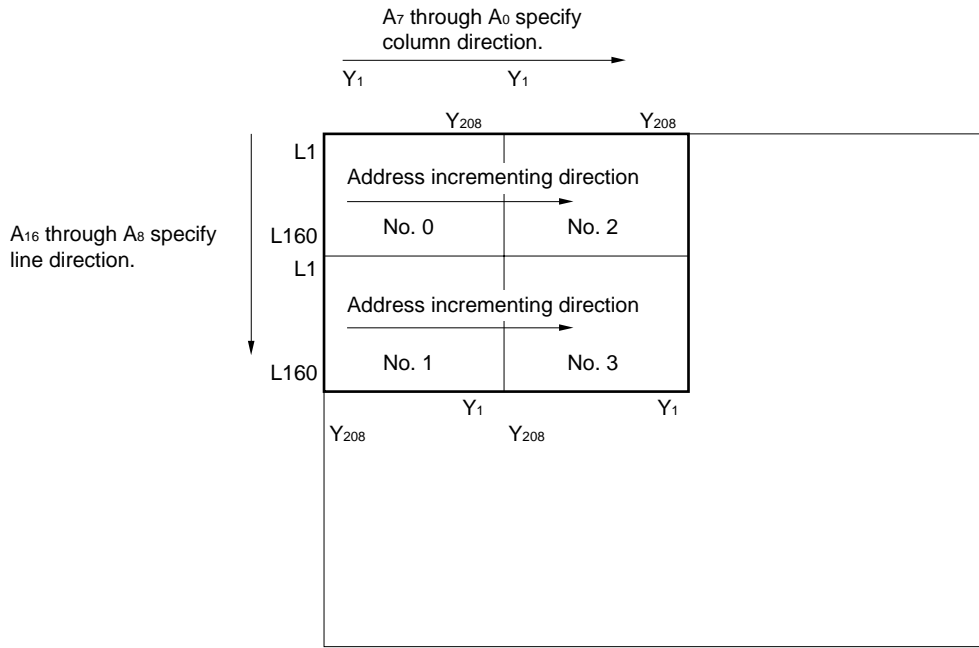 A7 through A0 specify
column direction.
Y1 Y1
Y208 Y208
L1
Address incrementing direction
No. 0 No. 2
A16 through A8 specify
line direction.
L160
L1
Address incrementing direction
No. 1 No. 3
L160
Y1 Y1
Y208 Y208